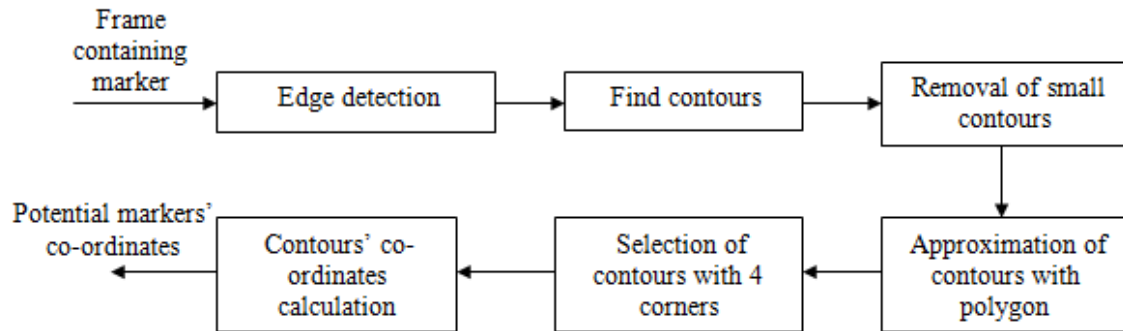 Frame
containing
marker
Edge detection
Find contours
Removal of small
contours
Approximation of
contours with
polygon
Selection of
contours with 4
corners
Contours’ co-
ordinates
calculation
Potential markers’
co-ordinates